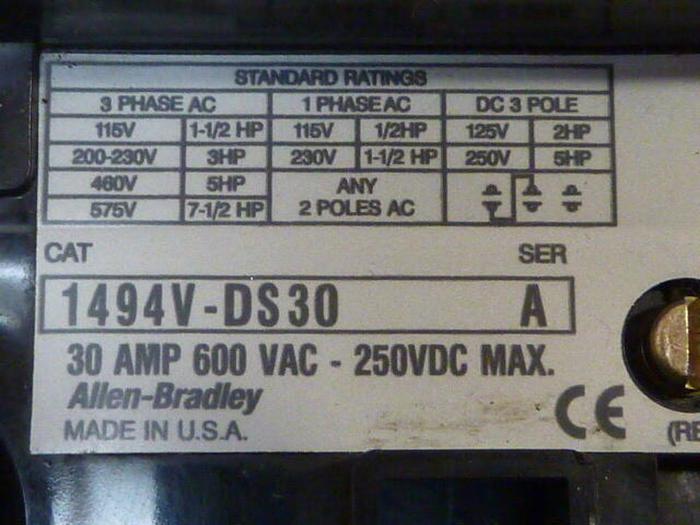 STANDARD RATINGS
3 PHASE AC 1 PHASE AC DC 3 POLE
115V 1-1/2 HP 115V 1/2HP 125V 2HP
200-230V 3HP 230V 1-1/2 HP 250V 5HP
460V 5HP ANY
575V 7-1/2 HP 2 POLES AC
CAT SER
1494V-DS30 A
30 AMP 600 VAC - 250VDC MAX.
Allen-Bradley CE
MADE IN U.S.A.